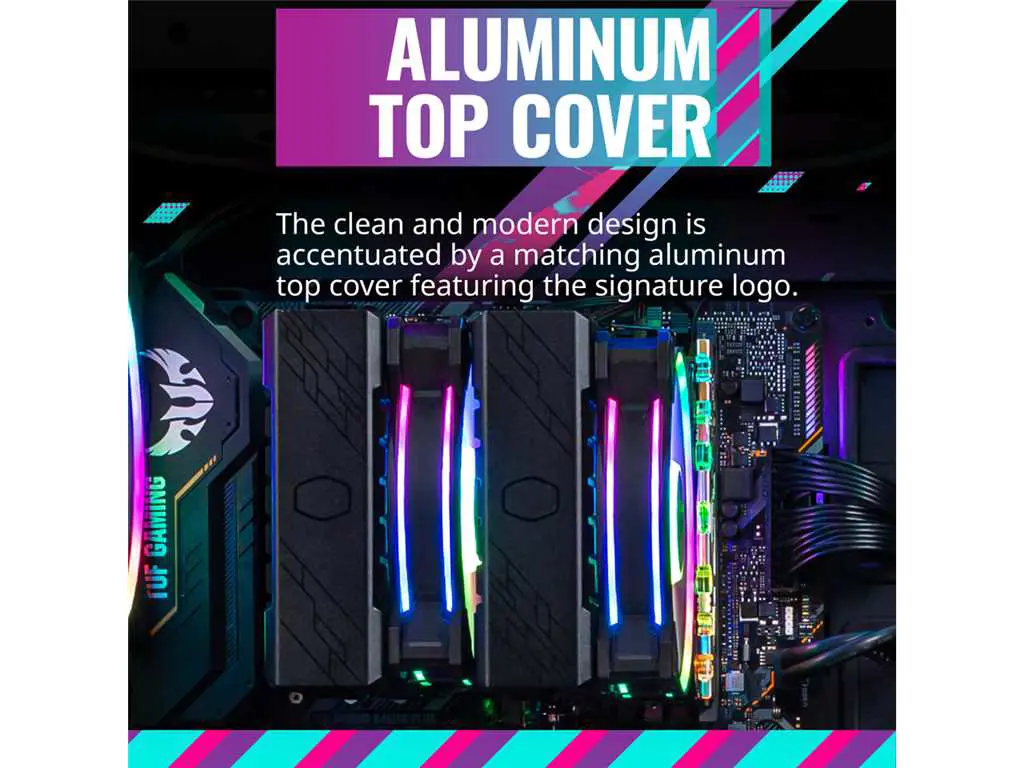 ALUMINUM
TOP COVER
The clean and modern design is
accentuated by a matching aluminum
top cover featuring the signature logo.
TUF GAMING